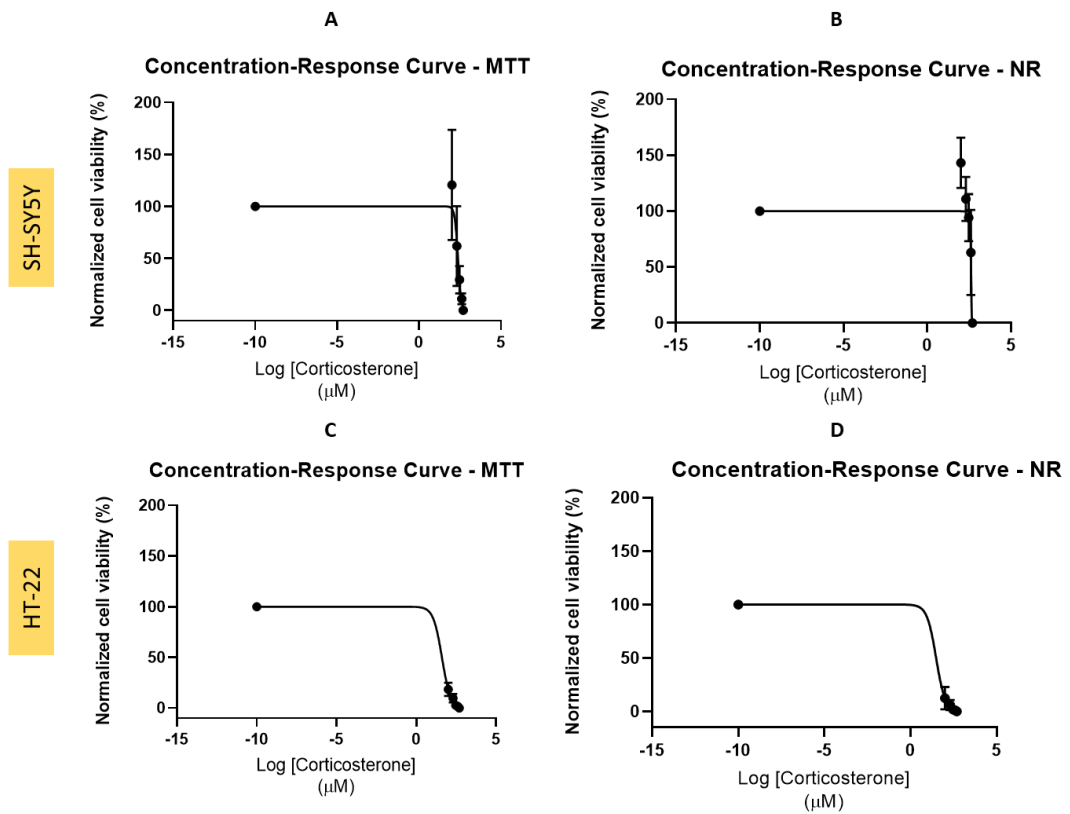 A
Concentration-Response Curve - MTT
Normalized cell viability (%)
200
150
100
50
0
-15
-10
-5
0
5
Log [Corticosterone]
(μM)
B
Concentration-Response Curve - NR
Normalized cell viability (%)
200
150
100
50
0
-15
-10
-5
0
5
Log [Corticosterone]
(μM)
SH-SY5Y
C
Concentration-Response Curve - MTT
Normalized cell viability (%)
200
150
100
50
0
-15
-10
-5
0
5
Log [Corticosterone]
(μM)
D
Concentration-Response Curve - NR
Normalized cell viability (%)
200
150
100
50
0
-15
-10
-5
0
5
Log [Corticosterone]
(μM)
HT-22